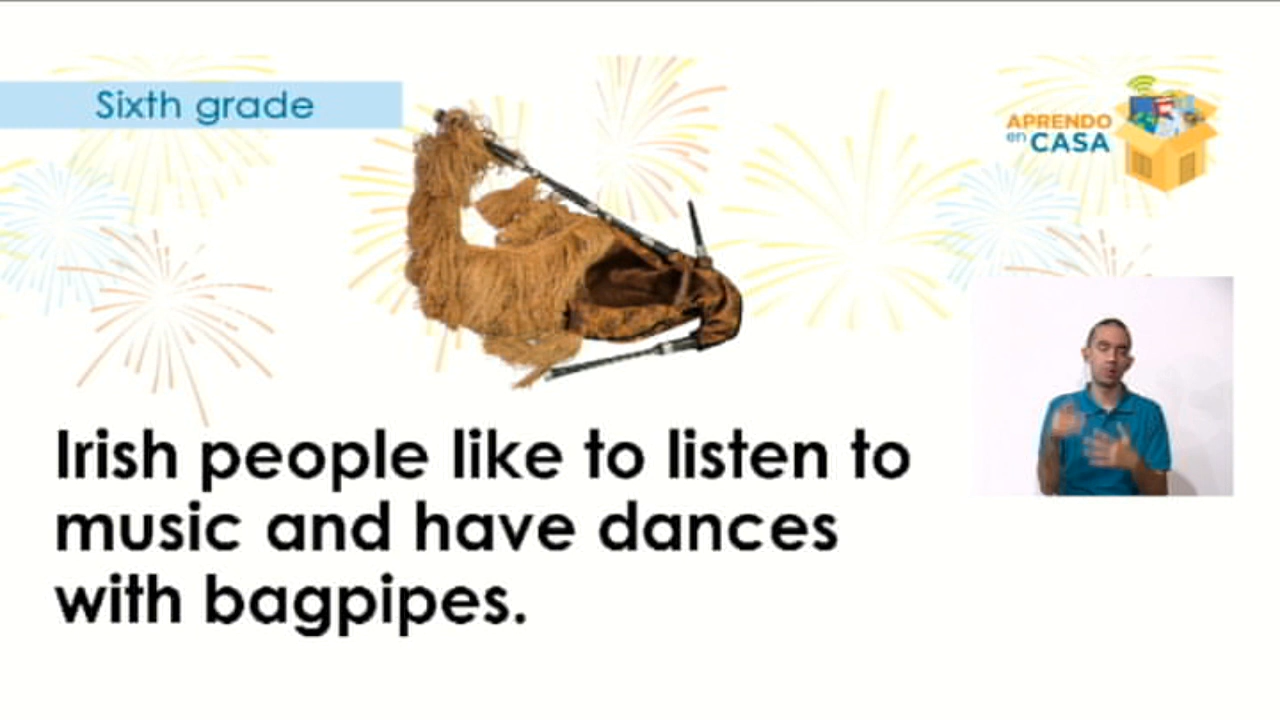 Sixth grade
APRENDO
en CASA
Irish people like to listen to
music and have dances
with bagpipes.